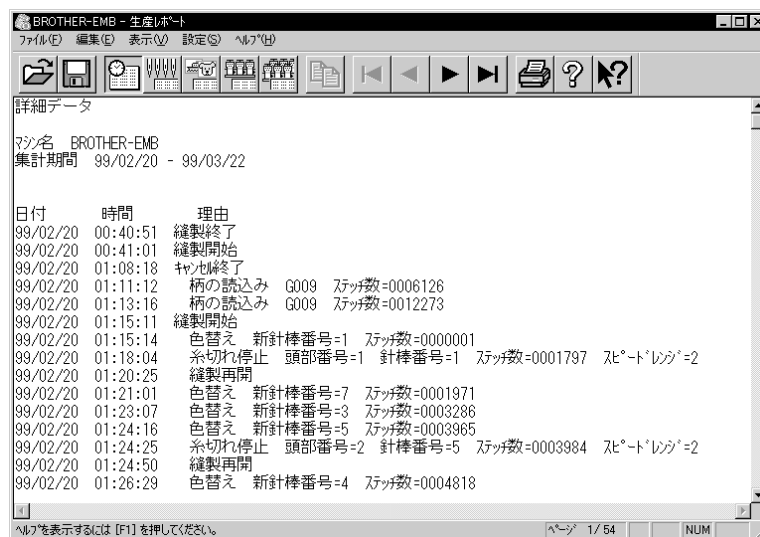 BROTHER-EMB - 生産ﾚﾎﾟｰﾄ
ﾌｧｲﾙ(F) 編集(E) 表示(V) 設定(S) ﾍﾙﾌﾟ(H)
詳細データ
ﾏｼﾝ名 BROTHER-EMB
集計期間 99/02/20 - 99/03/22
日付 時間 理由
99/02/20 00:40:51 縫製終了
99/02/20 00:41:01 縫製開始
99/02/20 01:08:18 ｷｬﾝｾﾙ終了
99/02/20 01:11:12 柄の読込み G009 ｽﾃｯﾁ数=0006126
99/02/20 01:13:16 柄の読込み G009 ｽﾃｯﾁ数=0012273
99/02/20 01:15:11 縫製開始
99/02/20 01:15:14 色替え 新針棒番号=1 ｽﾃｯﾁ数=0000001
99/02/20 01:18:04 糸切れ停止 頭部番号=1 針棒番号=1 ｽﾃｯﾁ数=0001797 ｽﾋﾟｰﾄﾞﾚﾝｼﾞ=2
99/02/20 01:20:25 縫製再開
99/02/20 01:21:01 色替え 新針棒番号=7 ｽﾃｯﾁ数=0001971
99/02/20 01:23:07 色替え 新針棒番号=3 ｽﾃｯﾁ数=0003286
99/02/20 01:24:16 色替え 新針棒番号=5 ｽﾃｯﾁ数=0003965
99/02/20 01:24:25 糸切れ停止 頭部番号=2 針棒番号=5 ｽﾃｯﾁ数=0003984 ｽﾋﾟｰﾄﾞﾚﾝｼﾞ=2
99/02/20 01:24:50 縫製再開
99/02/20 01:26:29 色替え 新針棒番号=4 ｽﾃｯﾁ数=0004818
ﾍﾙﾌﾟを表示するには [F1] を押してください。 ﾍﾟｰｼﾞ 1/54 NUM